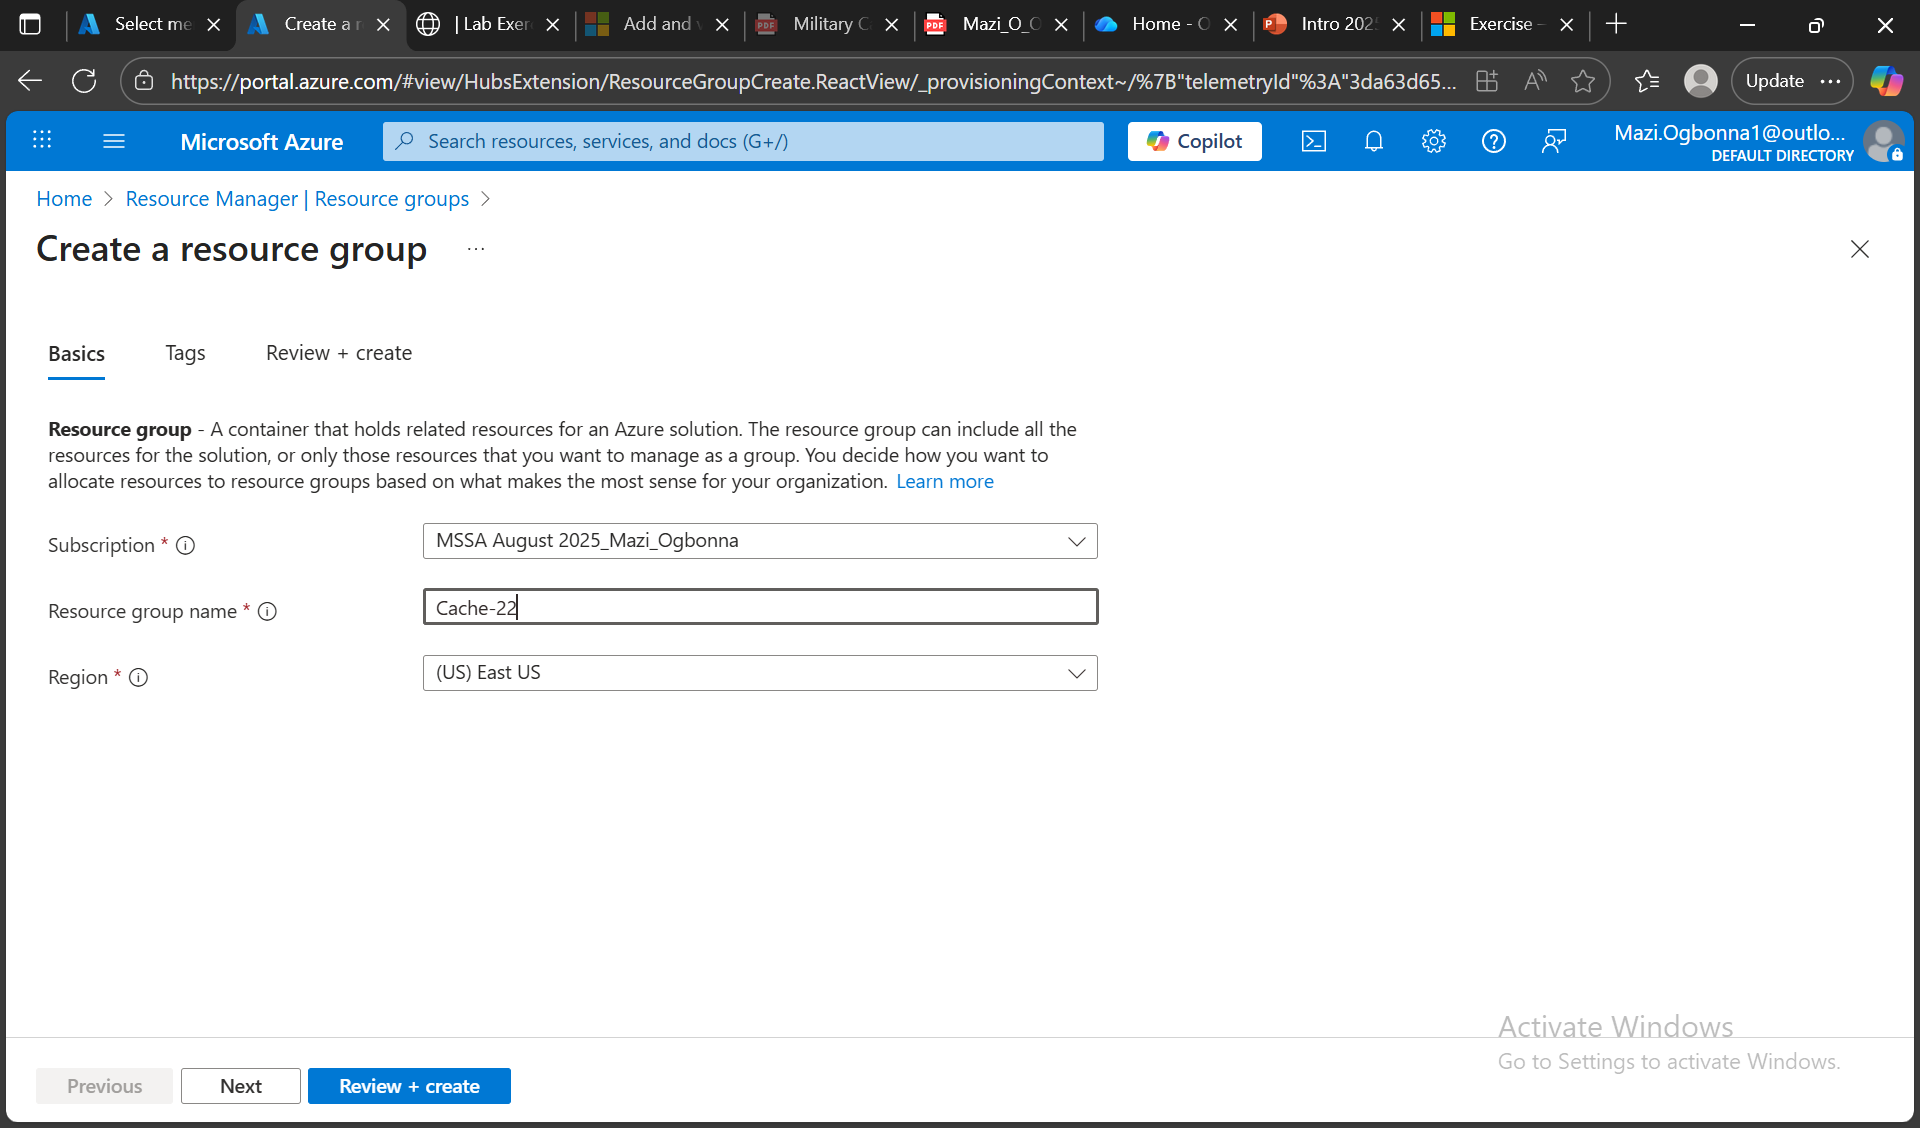 Select me
Create a r
| Lab Exer
Add and v
Military C
Mazi_O_O
Home - O
Intro 202
Exercise -
https://portal.azure.com/#view/HubsExtension/ResourceGroupCreate.ReactView/_provisioningContext~/%7B"telemetryId"%3A"3da63d65...
Update
Microsoft Azure
Search resources, services, and docs (G+/)
Copilot
Mazi.Ogbonna1@outlo...
DEFAULT DIRECTORY
Home > Resource Manager | Resource groups >
Create a resource group ...
Basics
Tags
Review + create
Resource group - A container that holds related resources for an Azure solution. The resource group can include all the
resources for the solution, or only those resources that you want to manage as a group. You decide how you want to
allocate resources to resource groups based on what makes the most sense for your organization. Learn more
Subscription *
MSSA August 2025_Mazi_Ogbonna
Resource group name *
Cache-22
Region *
(US) East US
Activate Windows
Go to Settings to activate Windows.
Previous
Next
Review + create